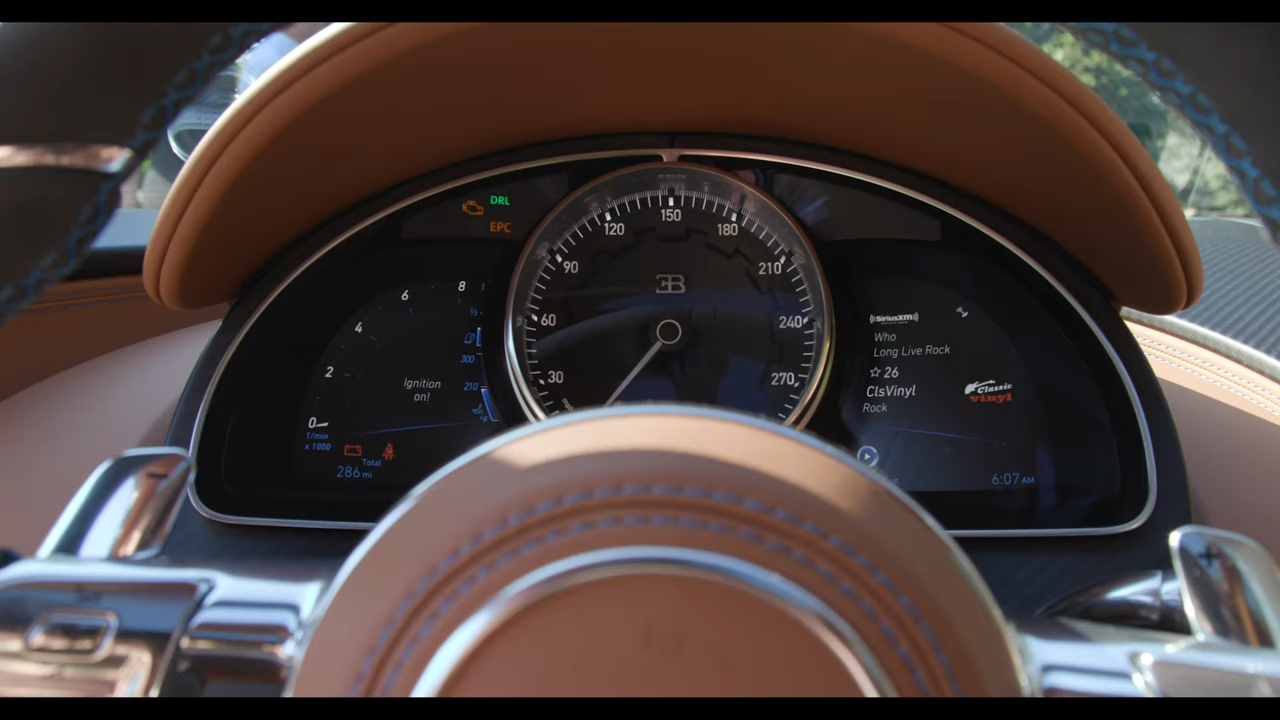 DRL
EPC
8
6
4
2
0
l/min
x 1000
Ignition
on!
½
300
210
°F
Total
286 mi
30
60
90
120
150
180
210
240
270
EB
((SiriusXm))
Who
Long Live Rock
☆ 26
ClsVinyl
Rock
Classic
vinyl
6:07 AM